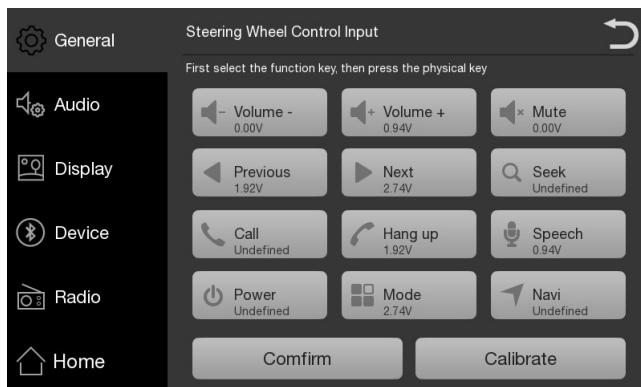 General
Steering Wheel Control Input
First select the function key, then press the physical key
Audio
Volume -
0.00V
Volume +
0.94V
Mute
0.00V
Display
Previous
1.92V
Next
2.74V
Seek
Undefined
Device
Call
Undefined
Hang up
1.92V
Speech
0.94V
Radio
Power
Undefined
Mode
2.74V
Navi
Undefined
Home
Comfirm
Calibrate